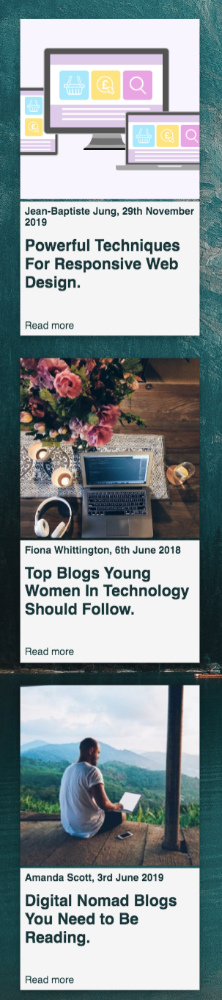 £
£
£
Jean-Baptiste Jung, 29th November
2019
Powerful Techniques
For Responsive Web
Design.
Read more
Fiona Whittington, 6th June 2018
Top Blogs Young
Women In Technology
Should Follow.
Read more
Amanda Scott, 3rd June 2019
Digital Nomad Blogs
You Need to Be
Reading.
Read more